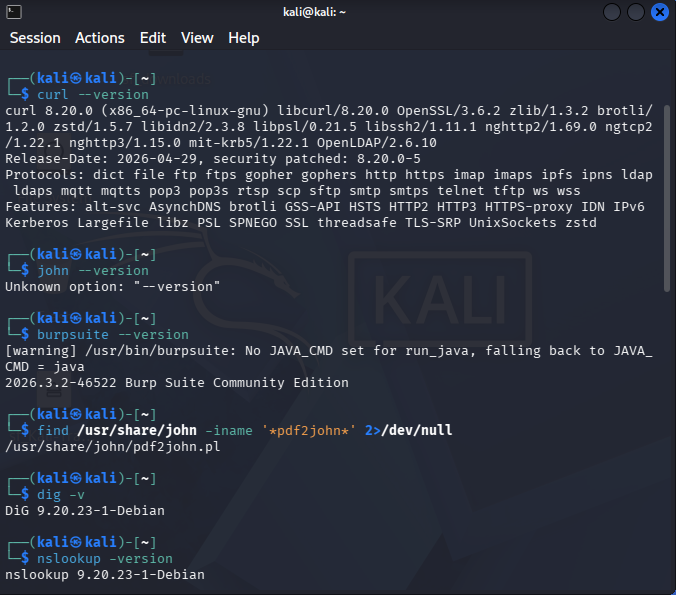 kali@kali: ~
Session Actions Edit View Help
┌──(kali㉿kali)-[~]
└─$ curl --version
curl 8.20.0 (x86_64-pc-linux-gnu) libcurl/8.20.0 OpenSSL/3.6.2 zlib/1.3.2 brotli/
1.2.0 zstd/1.5.7 libidn2/2.3.8 libpsl/0.21.5 libssh2/1.11.1 nghttp2/1.69.0 ngtcp2
/1.22.1 nghttp3/1.15.0 mit-krb5/1.22.1 OpenLDAP/2.6.10
Release-Date: 2026-04-29, security patched: 8.20.0-5
Protocols: dict file ftp ftps gopher gophers http https imap imaps ipfs ipns ldap
 ldaps mqtt mqtts pop3 pop3s rtsp scp sftp smtp smtps telnet tftp ws wss
Features: alt-svc AsynchDNS brotli GSS-API HSTS HTTP2 HTTP3 HTTPS-proxy IDN IPv6
Kerberos Largefile libz PSL SPNEGO SSL threadsafe TLS-SRP UnixSockets zstd
┌──(kali㉿kali)-[~]
└─$ john --version
Unknown option: "--version"
KALI
┌──(kali㉿kali)-[~]
└─$ burpsuite --version
[warning] /usr/bin/burpsuite: No JAVA_CMD set for run_java, falling back to JAVA_
CMD = java
2026.3.2-46522 Burp Suite Community Edition
┌──(kali㉿kali)-[~]
└─$ find /usr/share/john -iname '*pdf2john*' 2>/dev/null
/usr/share/john/pdf2john.pl
┌──(kali㉿kali)-[~]
└─$ dig -v
DiG 9.20.23-1-Debian
┌──(kali㉿kali)-[~]
└─$ nslookup -version
nslookup 9.20.23-1-Debian